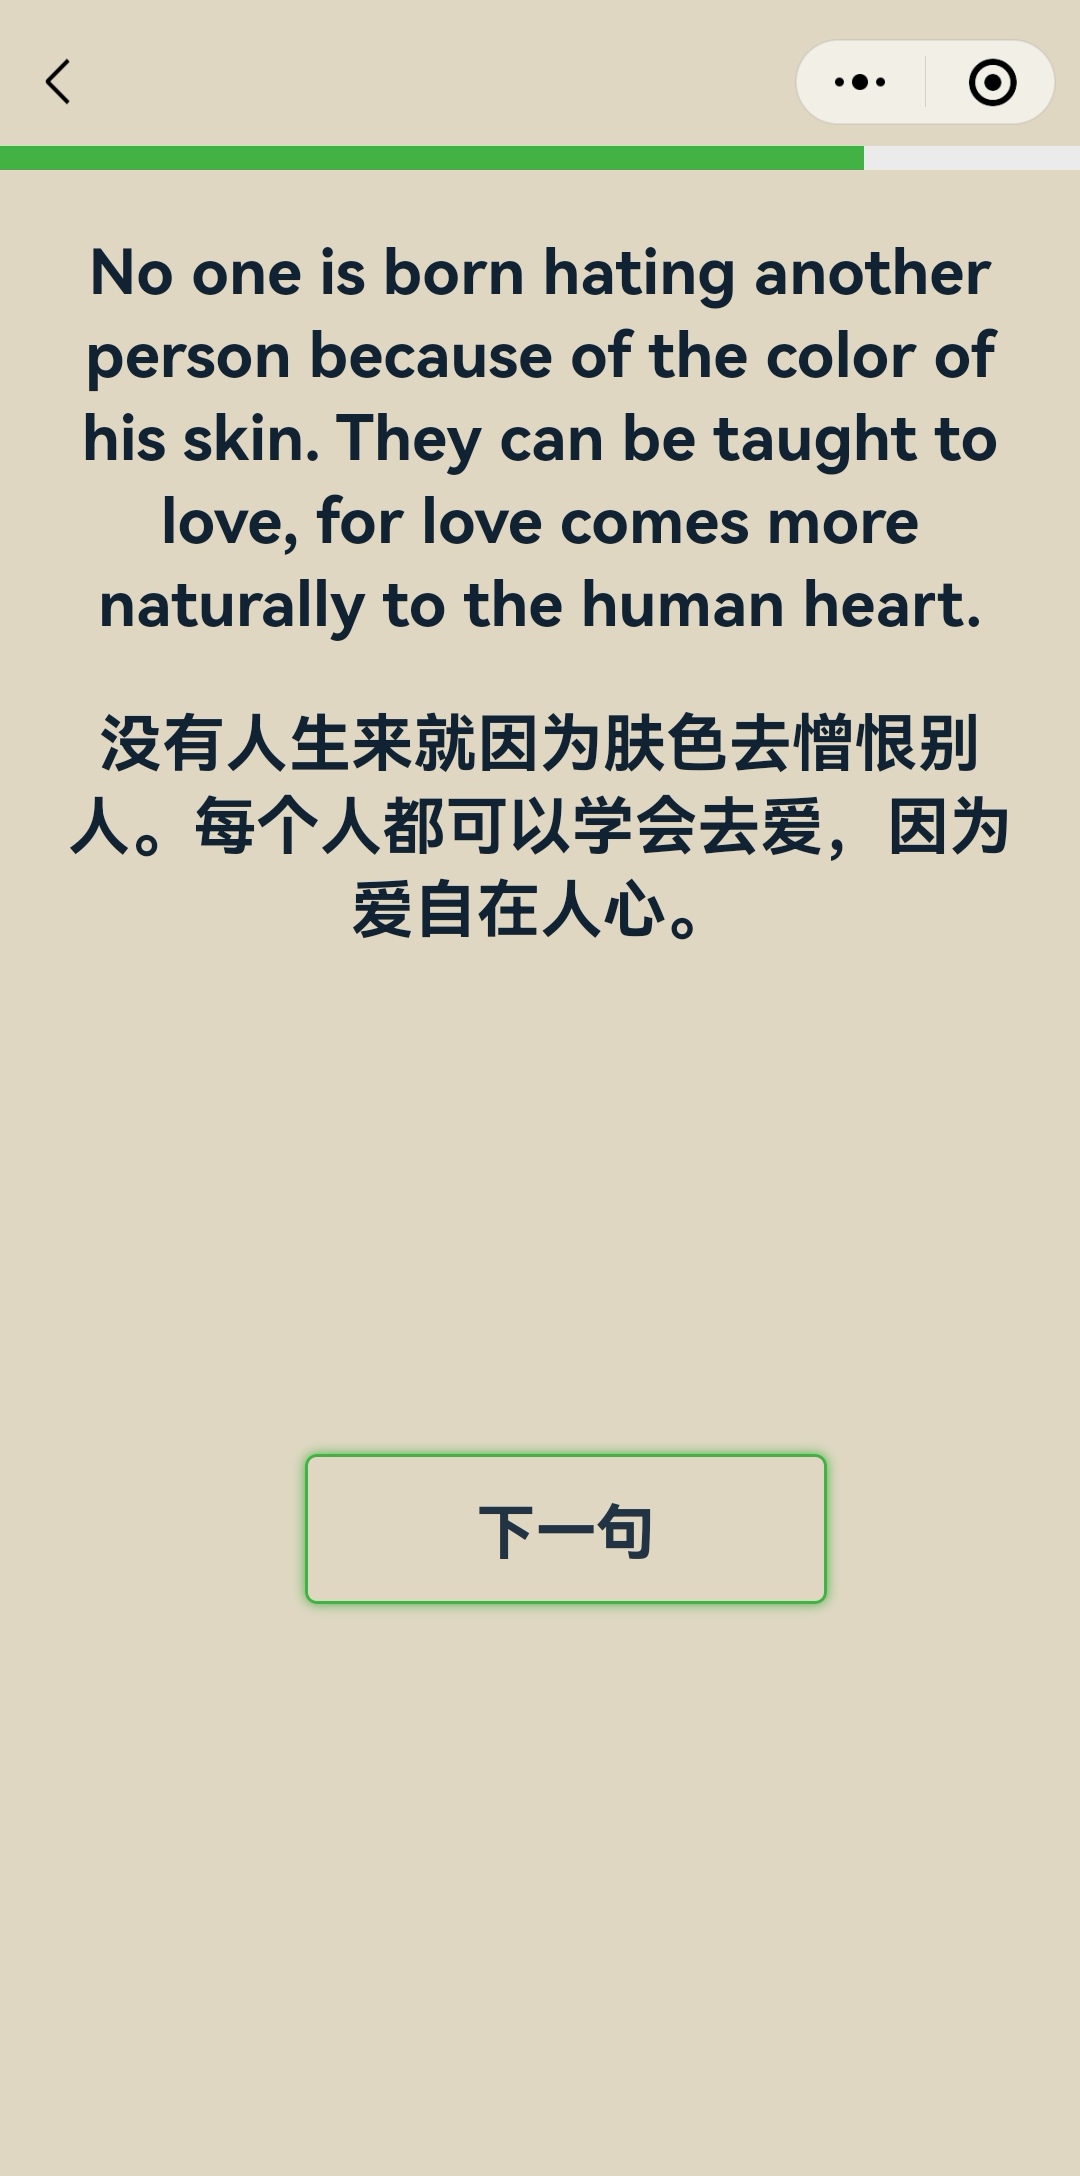 No one is born hating another
person because of the color of
his skin. They can be taught to
love, for love comes more
naturally to the human heart.
没有人生来就因为肤色去憎恨别
人。每个人都可以学会去爱，因为
爱自在人心。
下一句